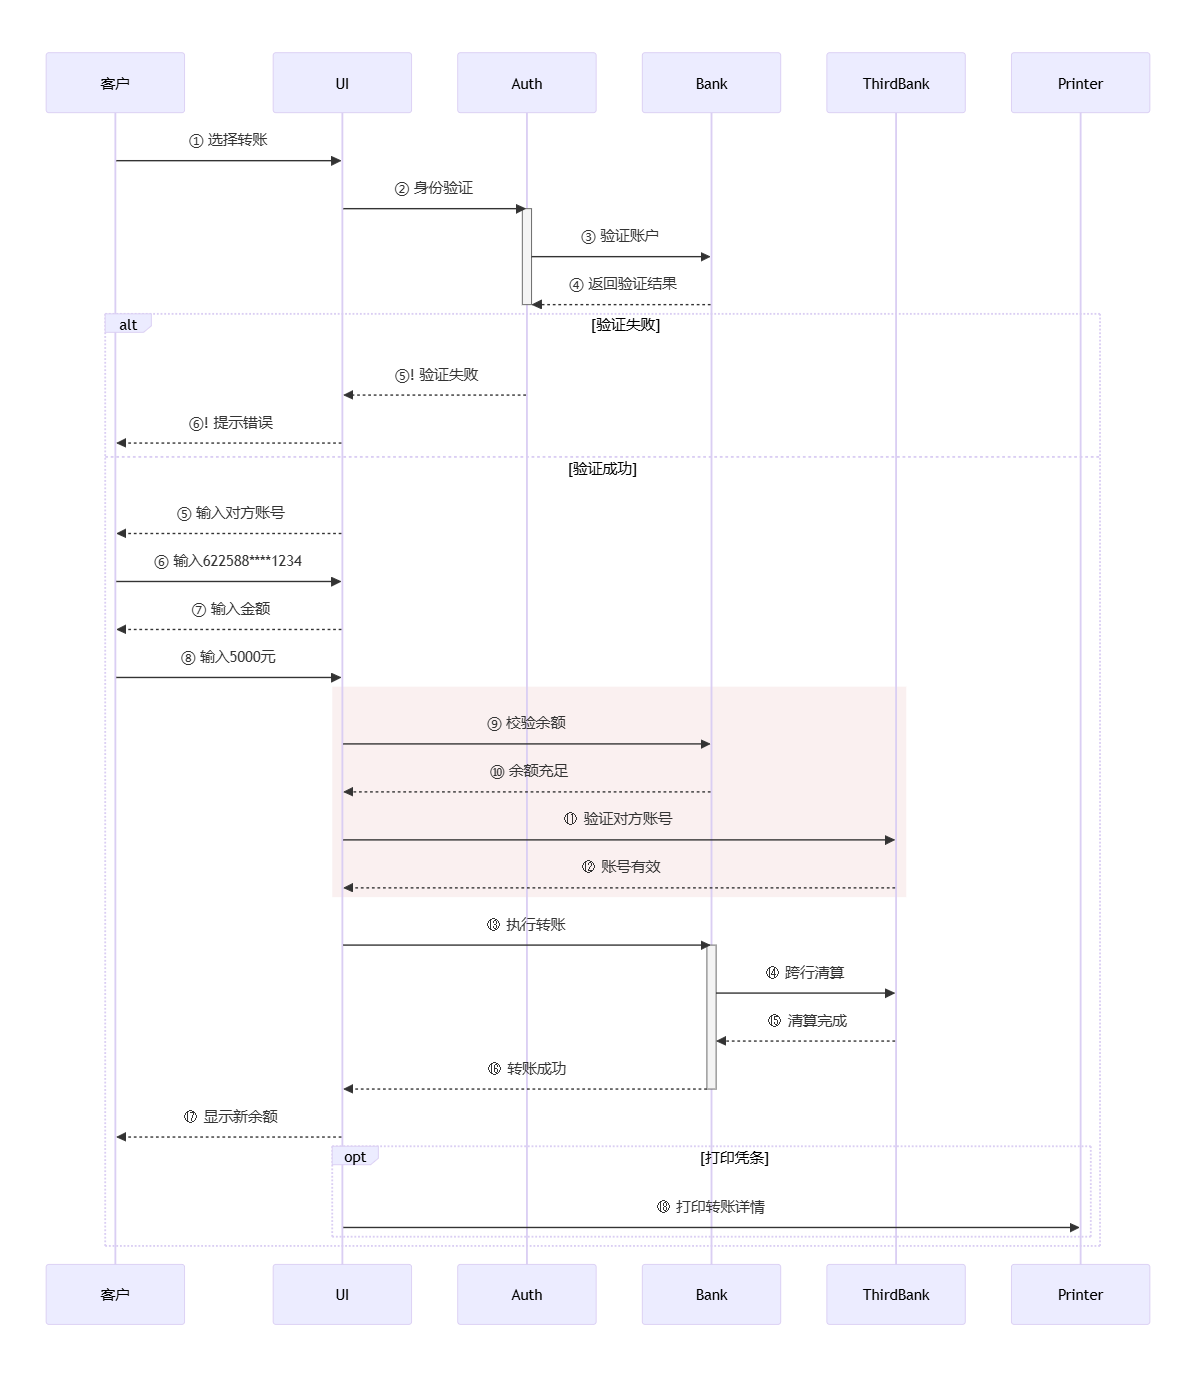 客户
UI
Auth
Bank
ThirdBank
Printer
① 选择转账
② 身份验证
③ 验证账户
④ 返回验证结果
alt
[验证失败]
⑤! 验证失败
⑥! 提示错误
[验证成功]
⑤ 输入对方账号
⑥ 输入622588****1234
⑦ 输入金额
⑧ 输入5000元
⑨ 校验余额
⑩ 余额充足
⑪ 验证对方账号
⑫ 账号有效
⑬ 执行转账
⑭ 跨行清算
⑮ 清算完成
⑯ 转账成功
⑰ 显示新余额
opt
[打印凭条]
⑱ 打印转账详情
客户
UI
Auth
Bank
ThirdBank
Printer